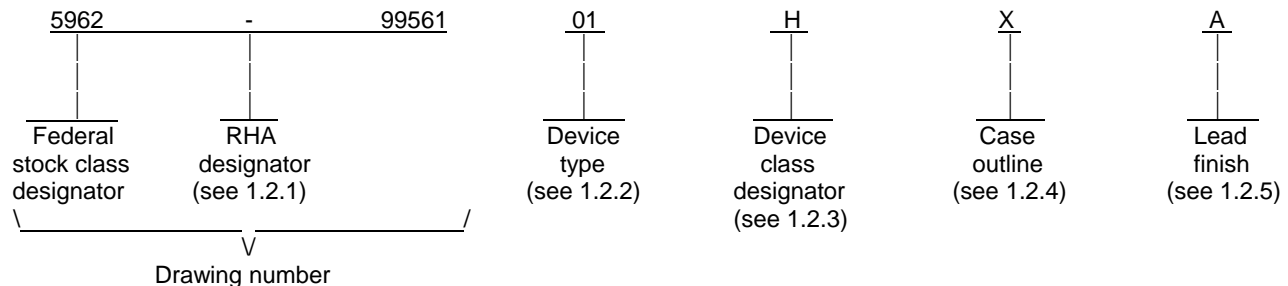 5962 - 99561 01 H X A
Federal RHA Device Device Case Lead
stock class designator type class outline finish
designator (see 1.2.1) (see 1.2.2) designator (see 1.2.4) (see 1.2.5)
(see 1.2.3)
\ /
\/
Drawing number